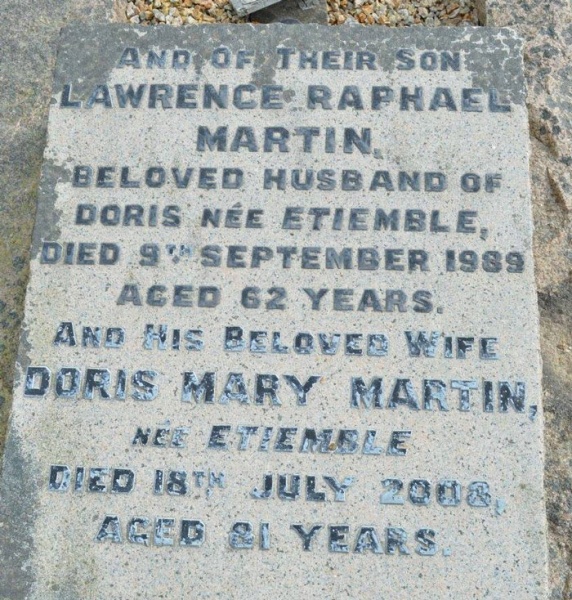 And Of Their Son
LAWRENCE RAPHAEL
MARTIN,
BELOVED HUSBAND OF
DORIS NÉE ETIEMBLE,
DIED 9TH SEPTEMBER 1989
AGED 62 YEARS.
And His Beloved Wife
DORIS MARY MARTIN,
NÉE ETIEMBLE
DIED 18TH JULY 2008,
AGED 81 YEARS.